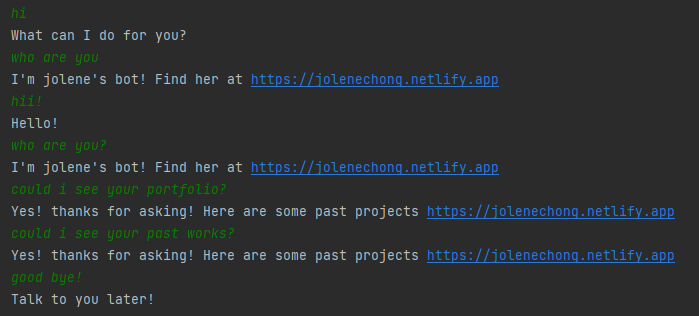 hi
What can I do for you?
who are you
I'm jolene's bot! Find her at https://jolenechong.netlify.app
hii!
Hello!
who are you?
I'm jolene's bot! Find her at https://jolenechong.netlify.app
could i see your portfolio?
Yes! thanks for asking! Here are some past projects https://jolenechong.netlify.app
could i see your past works?
Yes! thanks for asking! Here are some past projects https://jolenechong.netlify.app
good bye!
Talk to you later!